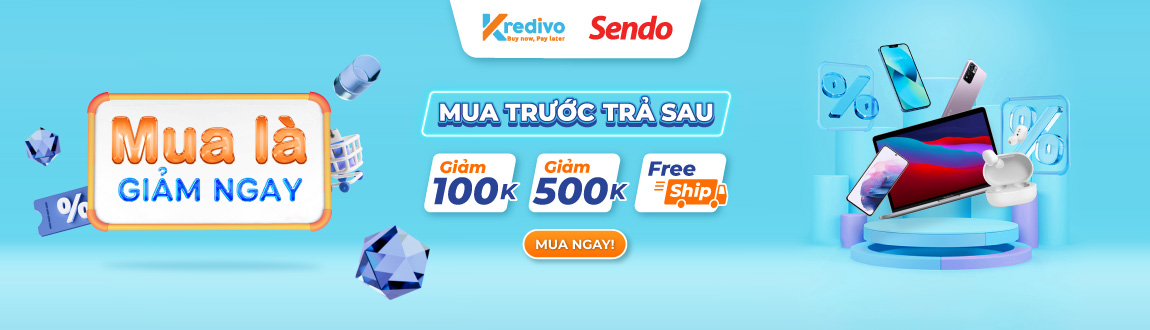 Kredivo
Buy now, Pay later
Sendo
Mua là
GIẢM NGAY
%
MUA TRƯỚC TRẢ SAU
Giảm
100K
Giảm
500K
Free
Ship
MUA NGAY!
%
%